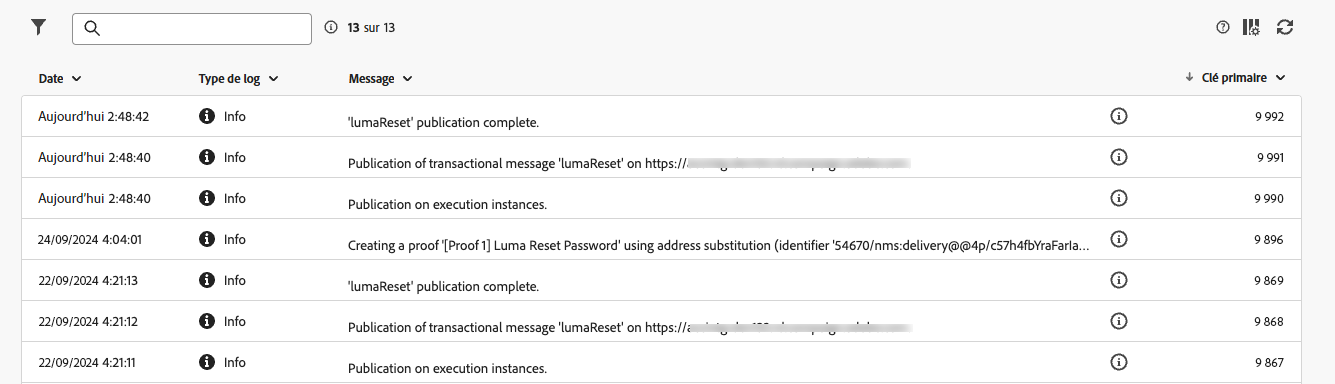 13 sur 13
Date Type de log Message Clé primaire
Aujourd'hui 2:48:42 Info 'lumaReset' publication complete. 9 992
Aujourd'hui 2:48:40 Info Publication of transactional message 'lumaReset' on https:// 9 991
Aujourd'hui 2:48:40 Info Publication on execution instances. 9 990
24/09/2024 4:04:01 Info Creating a proof '[Proof 1] Luma Reset Password' using address substitution (identifier '54670/nms:delivery@@4p/c57h4fbYraFarIa... 9 896
22/09/2024 4:21:13 Info 'lumaReset' publication complete. 9 869
22/09/2024 4:21:12 Info Publication of transactional message 'lumaReset' on https:// 9 868
22/09/2024 4:21:11 Info Publication on execution instances. 9 867